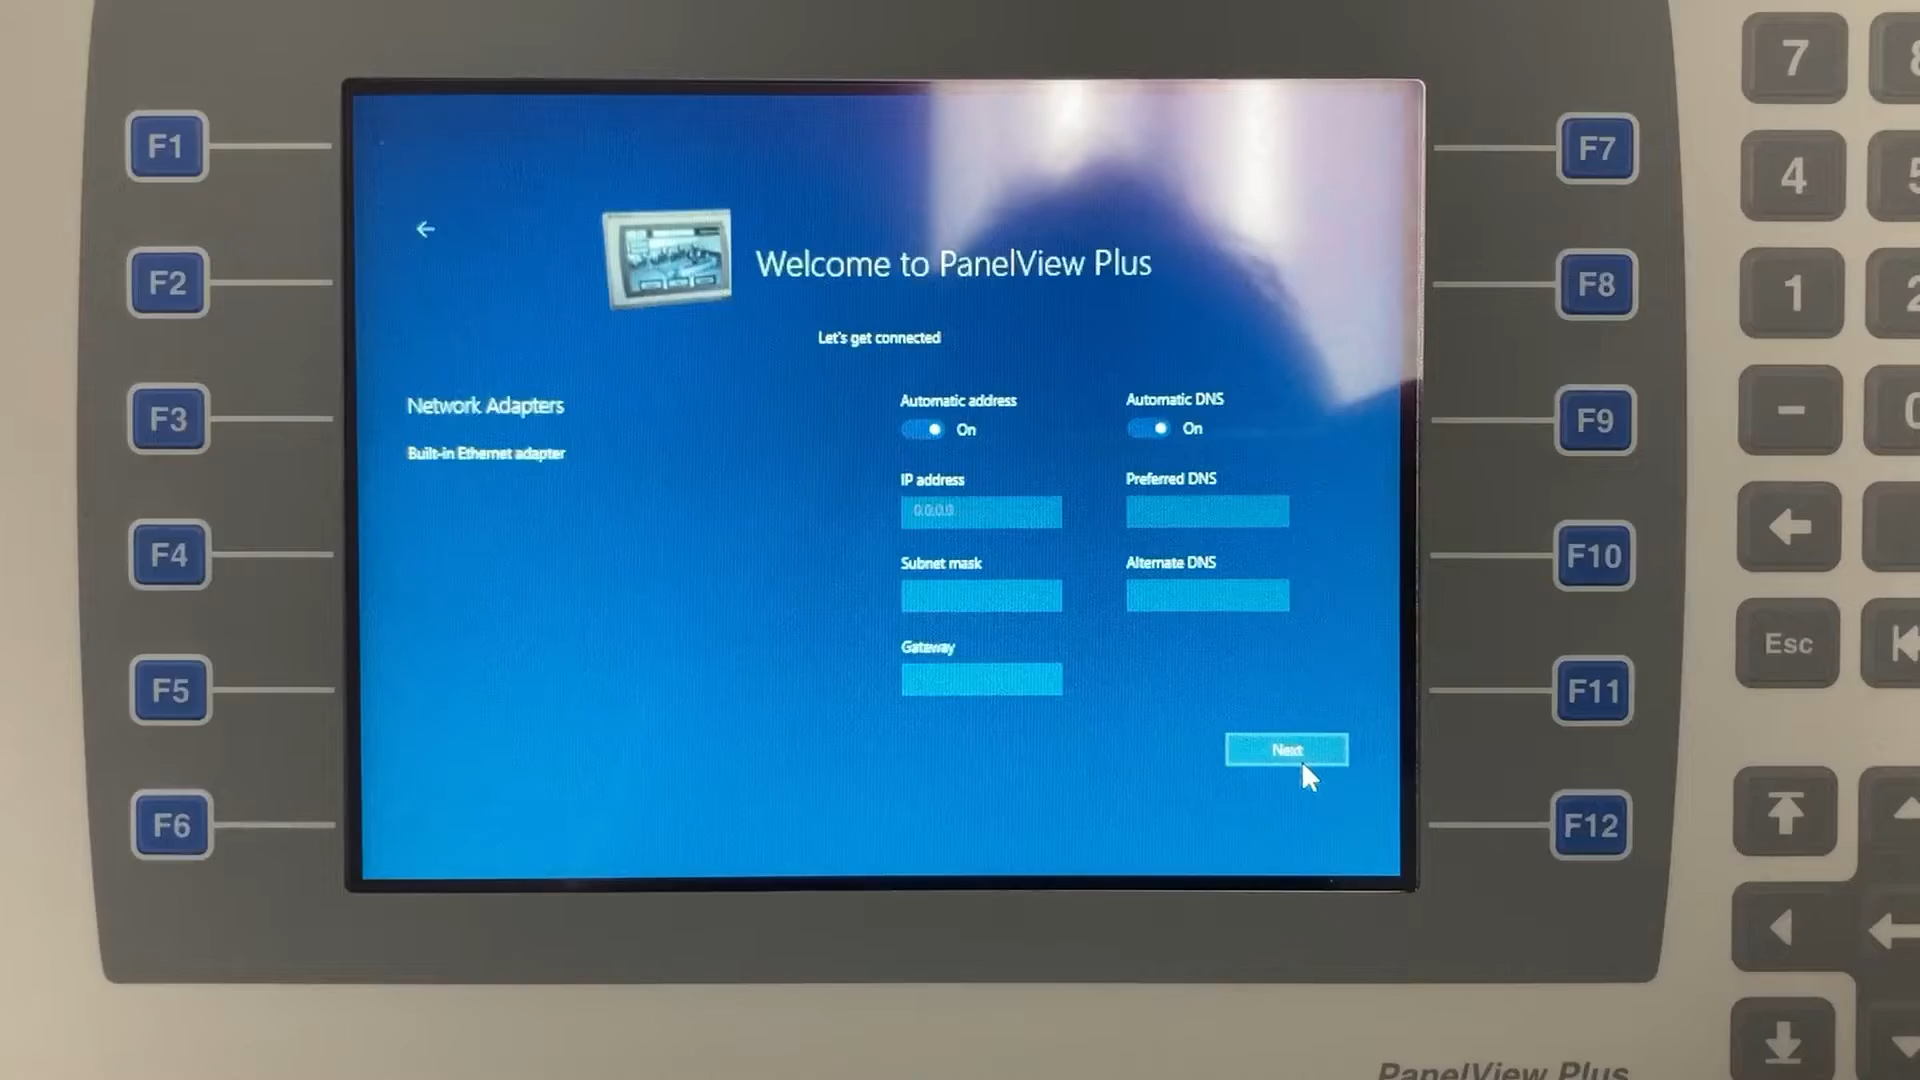 F1
F2
F3
F4
F5
F6
Welcome to PanelView Plus
Let's get connected
Network Adapters
Built-in Ethernet adapter
Automatic address
On
Automatic DNS
On
IP address
0.0.0.0
Preferred DNS
Subnet mask
Alternate DNS
Gateway
Next
F7
F8
F9
F10
F11
F12
7
4
1
-
Esc
PanelView Plus